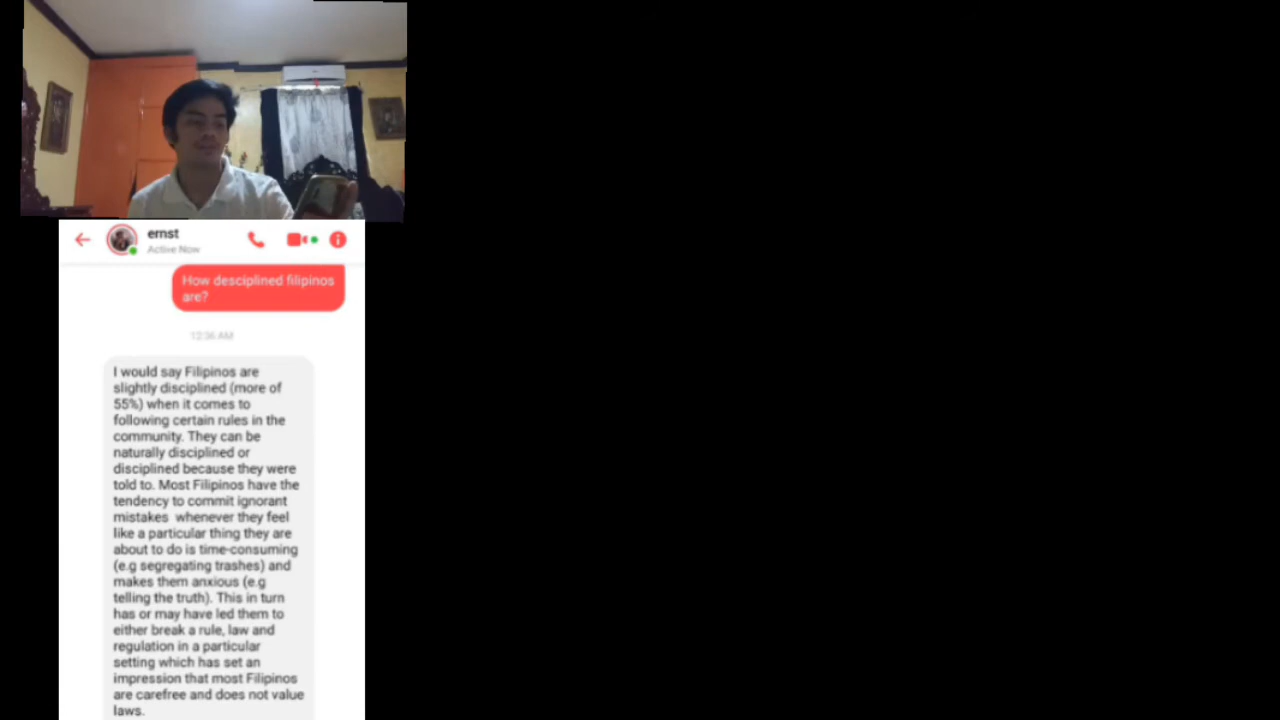 ernst
Active Now
How desciplined filipinos
are?
12:36 AM
I would say Filipinos are
slightly disciplined (more of
55%) when it comes to
following certain rules in the
community. They can be
naturally disciplined or
disciplined because they were
told to. Most Filipinos have the
tendency to commit ignorant
mistakes whenever they feel
like a particular thing they are
about to do is time-consuming
(e.g segregating trashes) and
makes them anxious (e.g
telling the truth). This in turn
has or may have led them to
either break a rule, law and
regulation in a particular
setting which has set an
impression that most Filipinos
are carefree and does not value
laws.